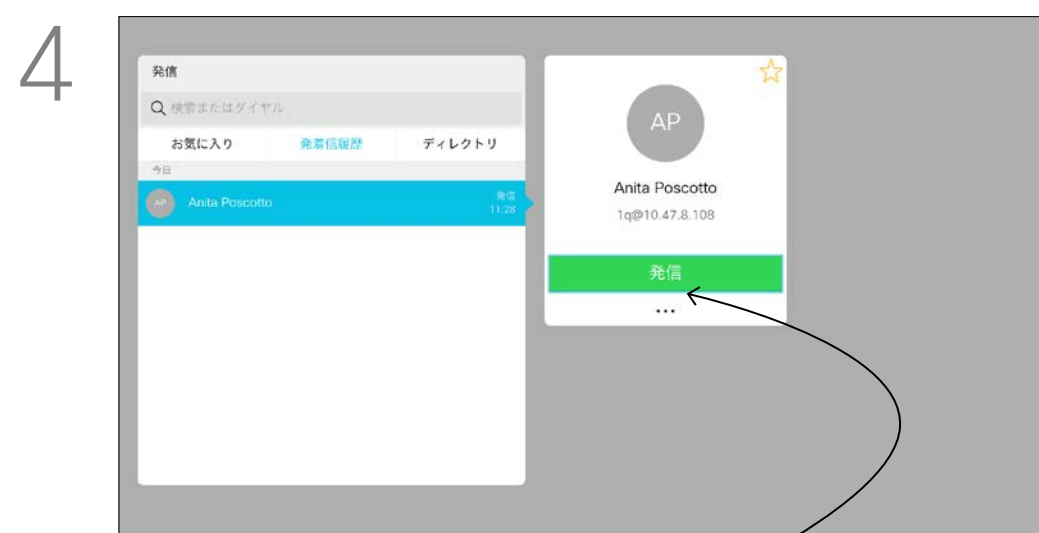 4
発信
検索またはダイヤル
お気に入り 発着信履歴 ディレクトリ
今日
AP Anita Poscotto 発信
11:28
AP
Anita Poscotto
1q@10.47.8.108
発信
...